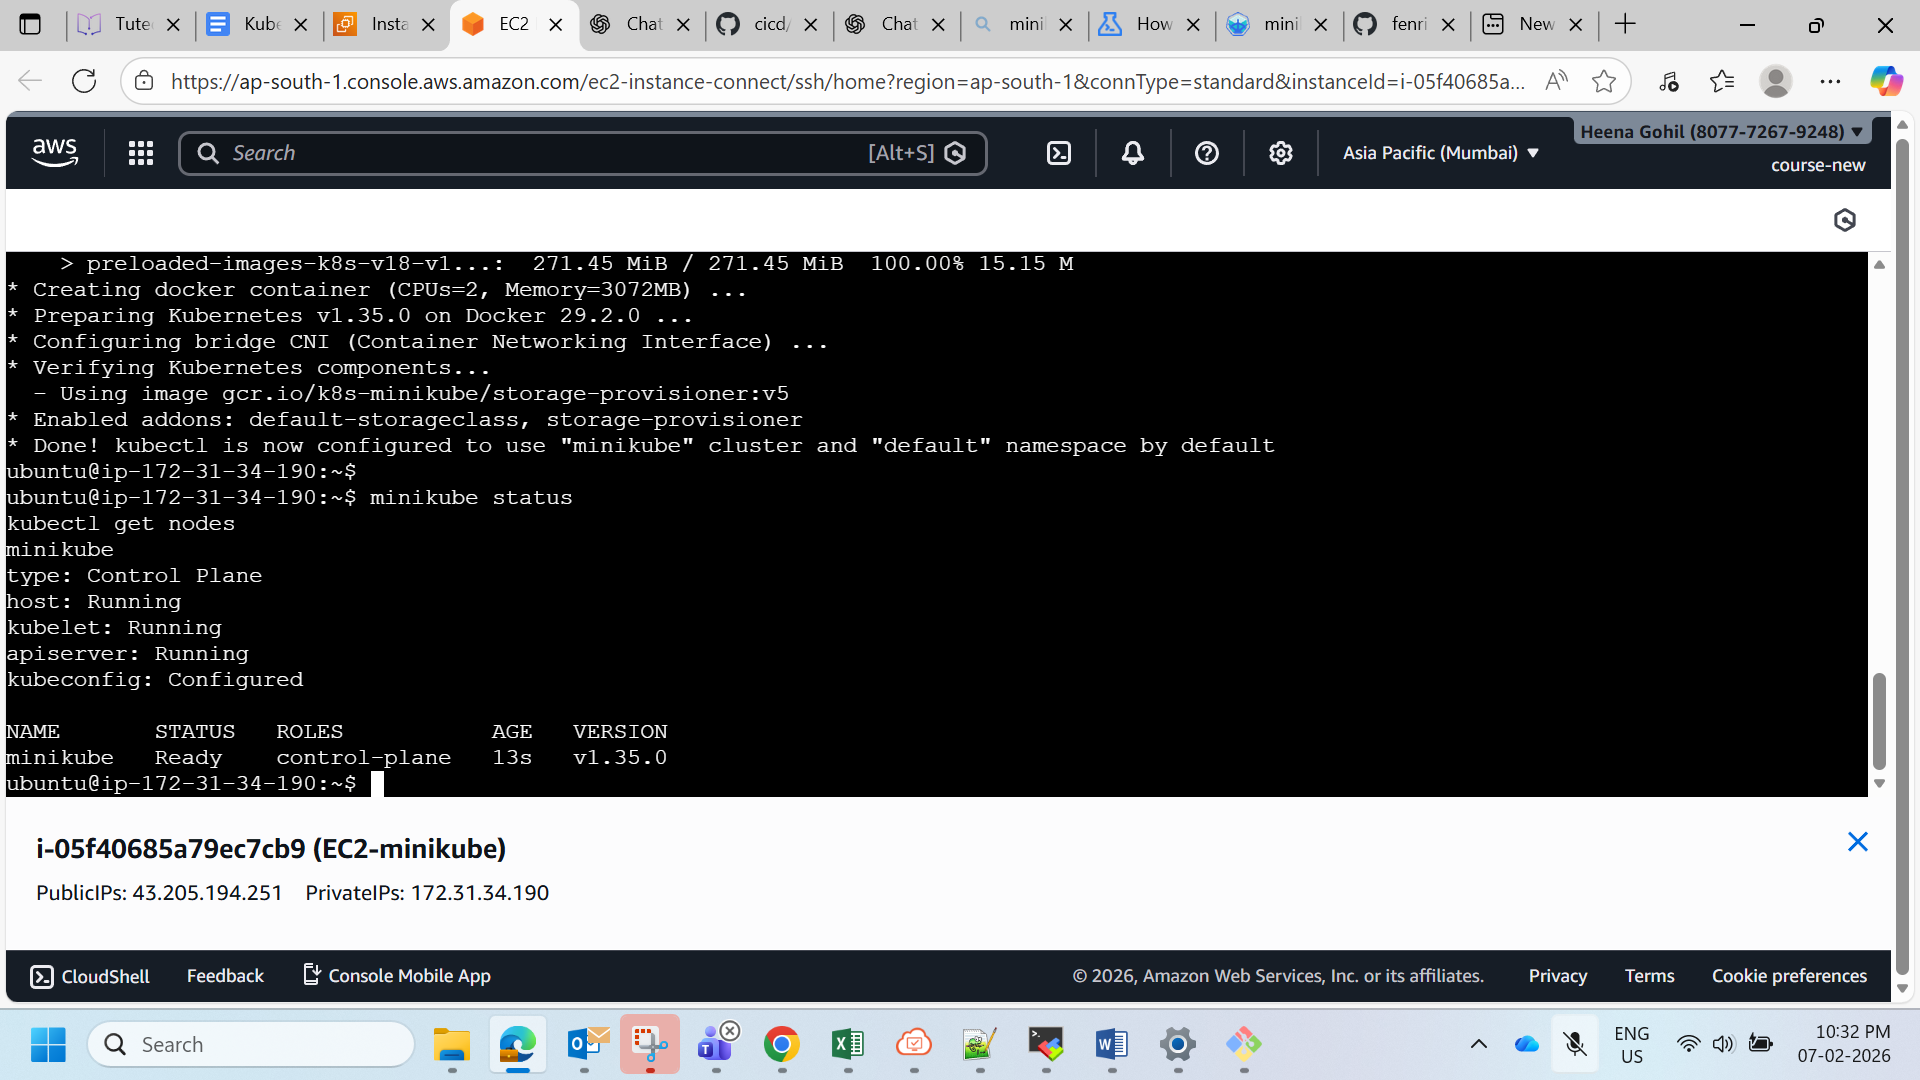 Tute
Kube
Insta
EC2
Chat
cicd/
Chat
mini
How
mini
fenri
New
https://ap-south-1.console.aws.amazon.com/ec2-instance-connect/ssh/home?region=ap-south-1&connType=standard&instanceId=i-05f40685a...
aws
Search
[Alt+S]
Asia Pacific (Mumbai)
Heena Gohil (8077-7267-9248)
course-new
> preloaded-images-k8s-v18-v1...:  271.45 MiB / 271.45 MiB  100.00% 15.15 M
* Creating docker container (CPUs=2, Memory=3072MB) ...
* Preparing Kubernetes v1.35.0 on Docker 29.2.0 ...
* Configuring bridge CNI (Container Networking Interface) ...
* Verifying Kubernetes components...
  - Using image gcr.io/k8s-minikube/storage-provisioner:v5
* Enabled addons: default-storageclass, storage-provisioner
* Done! kubectl is now configured to use "minikube" cluster and "default" namespace by default
ubuntu@ip-172-31-34-190:~$
ubuntu@ip-172-31-34-190:~$ minikube status
kubectl get nodes
minikube
type: Control Plane
host: Running
kubelet: Running
apiserver: Running
kubeconfig: Configured
NAME       STATUS   ROLES           AGE   VERSION
minikube   Ready    control-plane   13s   v1.35.0
ubuntu@ip-172-31-34-190:~$
i-05f40685a79ec7cb9 (EC2-minikube)
PublicIPs: 43.205.194.251    PrivateIPs: 172.31.34.190
CloudShell
Feedback
Console Mobile App
© 2026, Amazon Web Services, Inc. or its affiliates.
Privacy
Terms
Cookie preferences
Search
ENG
US
10:32 PM
07-02-2026